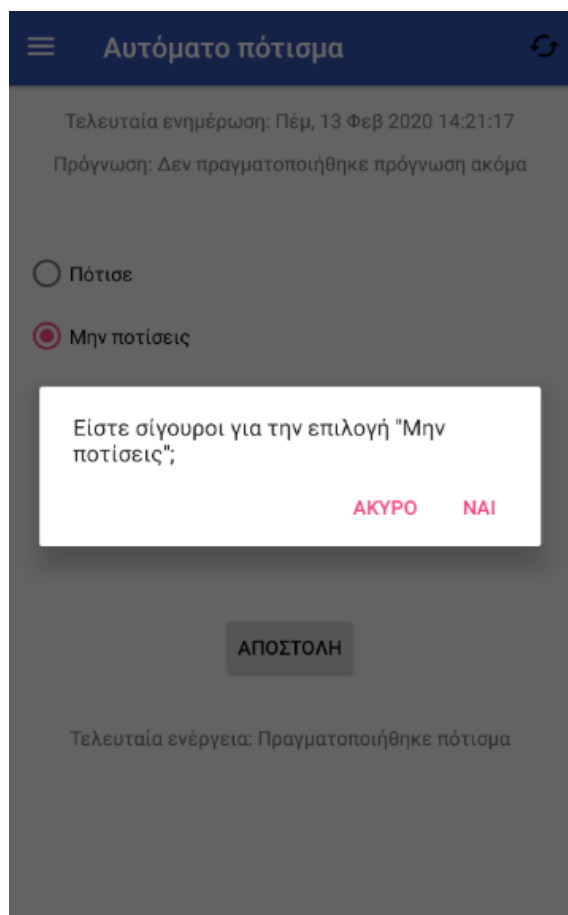 Αυτόματο πότισμα
Τελευταία ενημέρωση: Πέμ, 13 Φεβ 2020 14:21:17
Πρόγνωση: Δεν πραγματοποιήθηκε πρόγνωση ακόμα
Πότισε
Μην ποτίσεις
Είστε σίγουροι για την επιλογή "Μην
ποτίσεις";
ΑΚΥΡΟ ΝΑΙ
ΑΠΟΣΤΟΛΗ
Τελευταία ενέργεια: Πραγματοποιήθηκε πότισμα